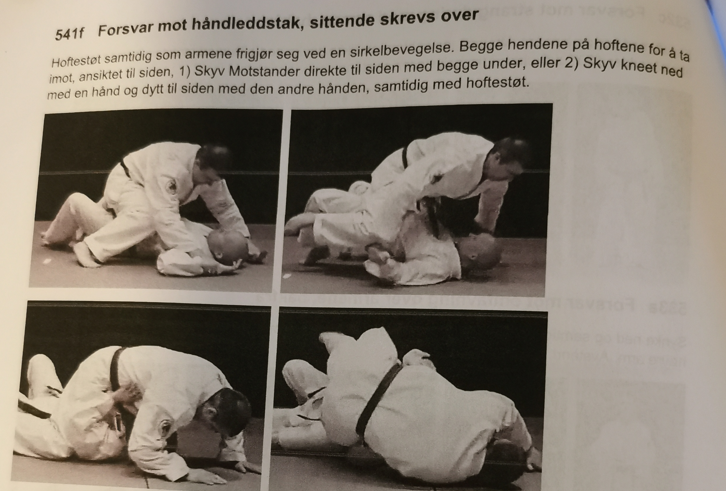 541f Forsvar mot håndleddstak, sittende skrevs over
Hoftestøt samtidig som armene frigjør seg ved en sirkelbevegelse. Begge hendene på hoftene for å ta
imot, ansiktet til siden, 1) Skyv Motstander direkte til siden med begge under, eller 2) Skyv kneet ned
med en hånd og dytt til siden med den andre hånden, samtidig med hoftestøt.